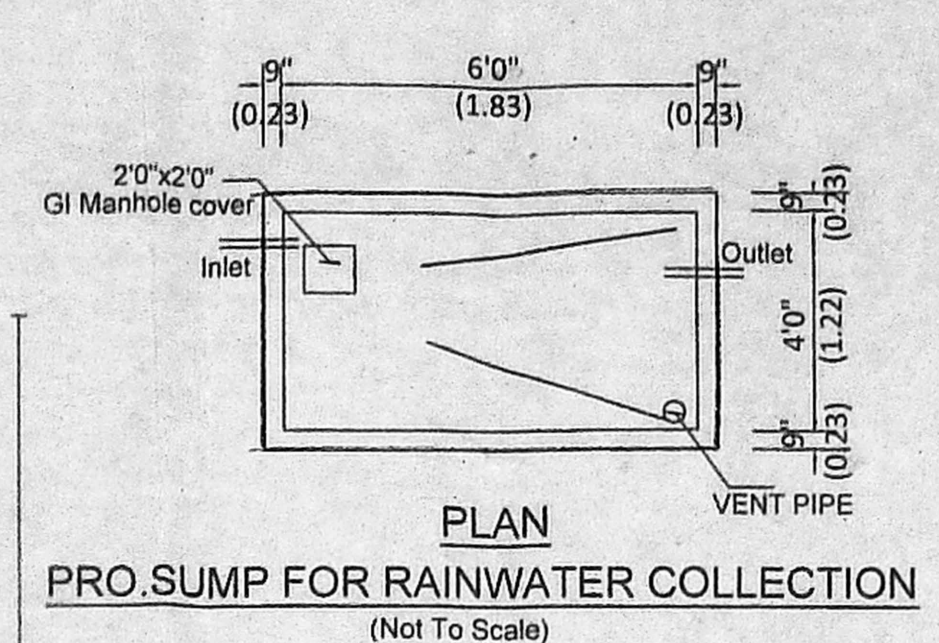 9" 6'0" 9"
(0.23) (1.83) (0.23)
2'0"x2'0"
GI Manhole cover
Inlet
Outlet
9"
(0.23)
4'0"
(1.22)
9"
(0.23)
VENT PIPE
PLAN
PRO.SUMP FOR RAINWATER COLLECTION
(Not To Scale)